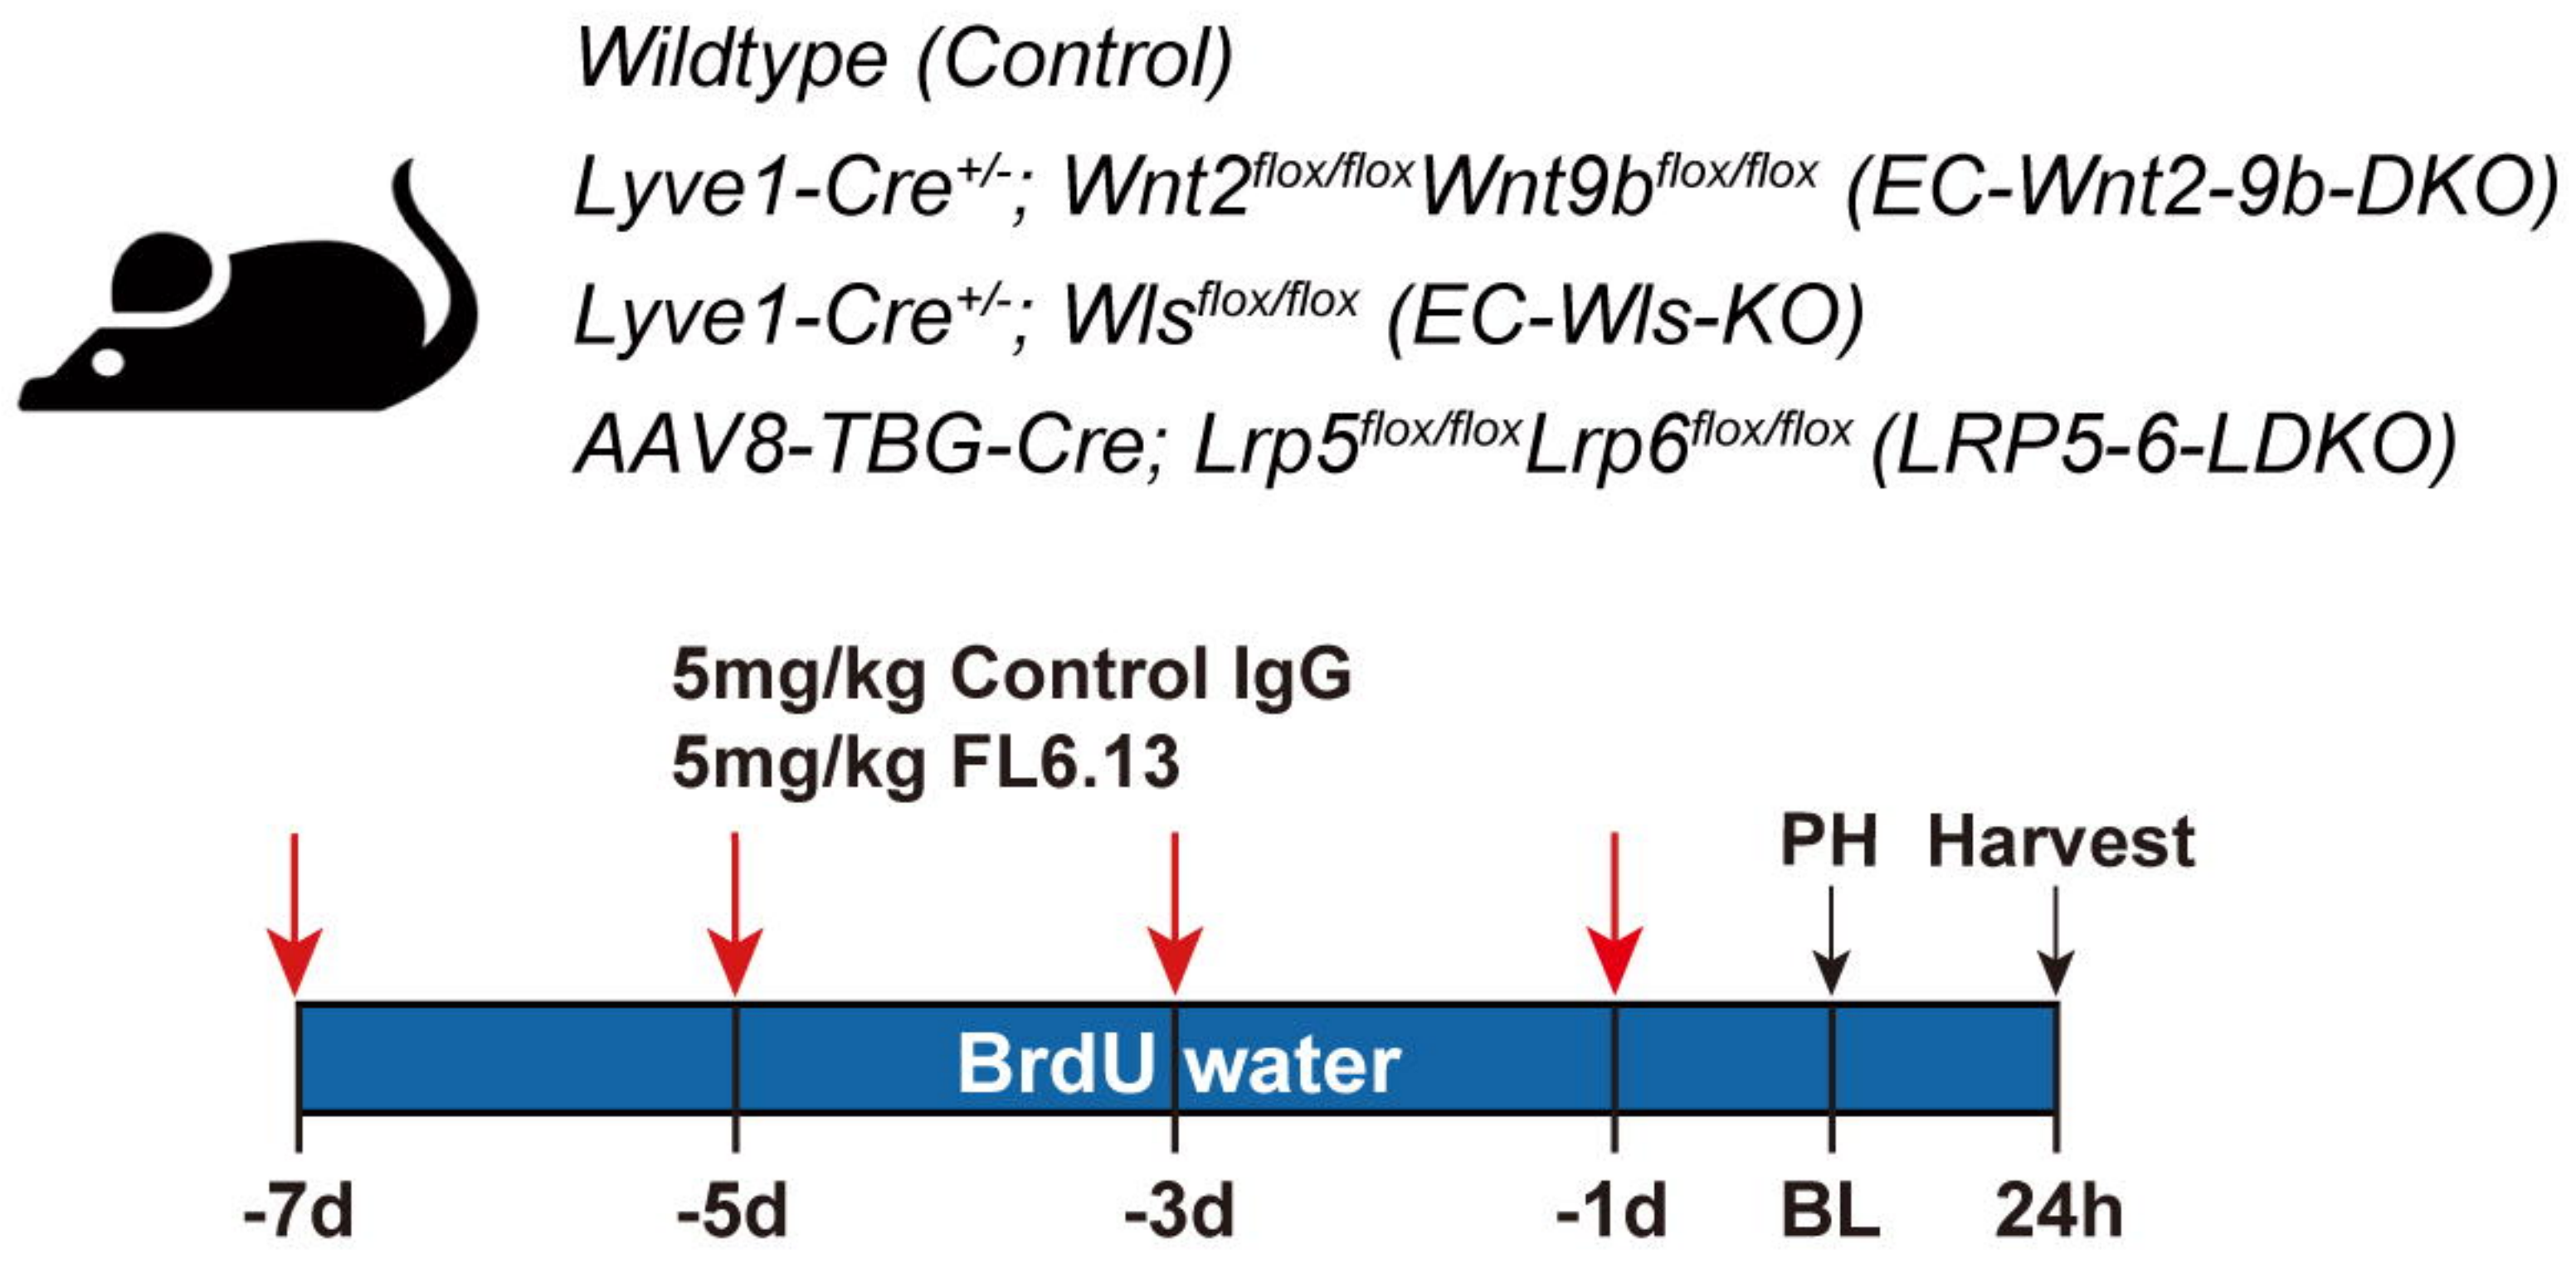 Wildtype (Control)
Lyve1-Cre+/-; Wnt2flox/floxWnt9bflox/flox (EC-Wnt2-9b-DKO)
Lyve1-Cre+/-; Wlsflox/flox (EC-Wls-KO)
AAV8-TBG-Cre; Lrp5flox/floxLrp6flox/flox (LRP5-6-LDKO)
5mg/kg Control IgG
5mg/kg FL6.13
PH Harvest
BrdU water
-7d -5d -3d -1d BL 24h